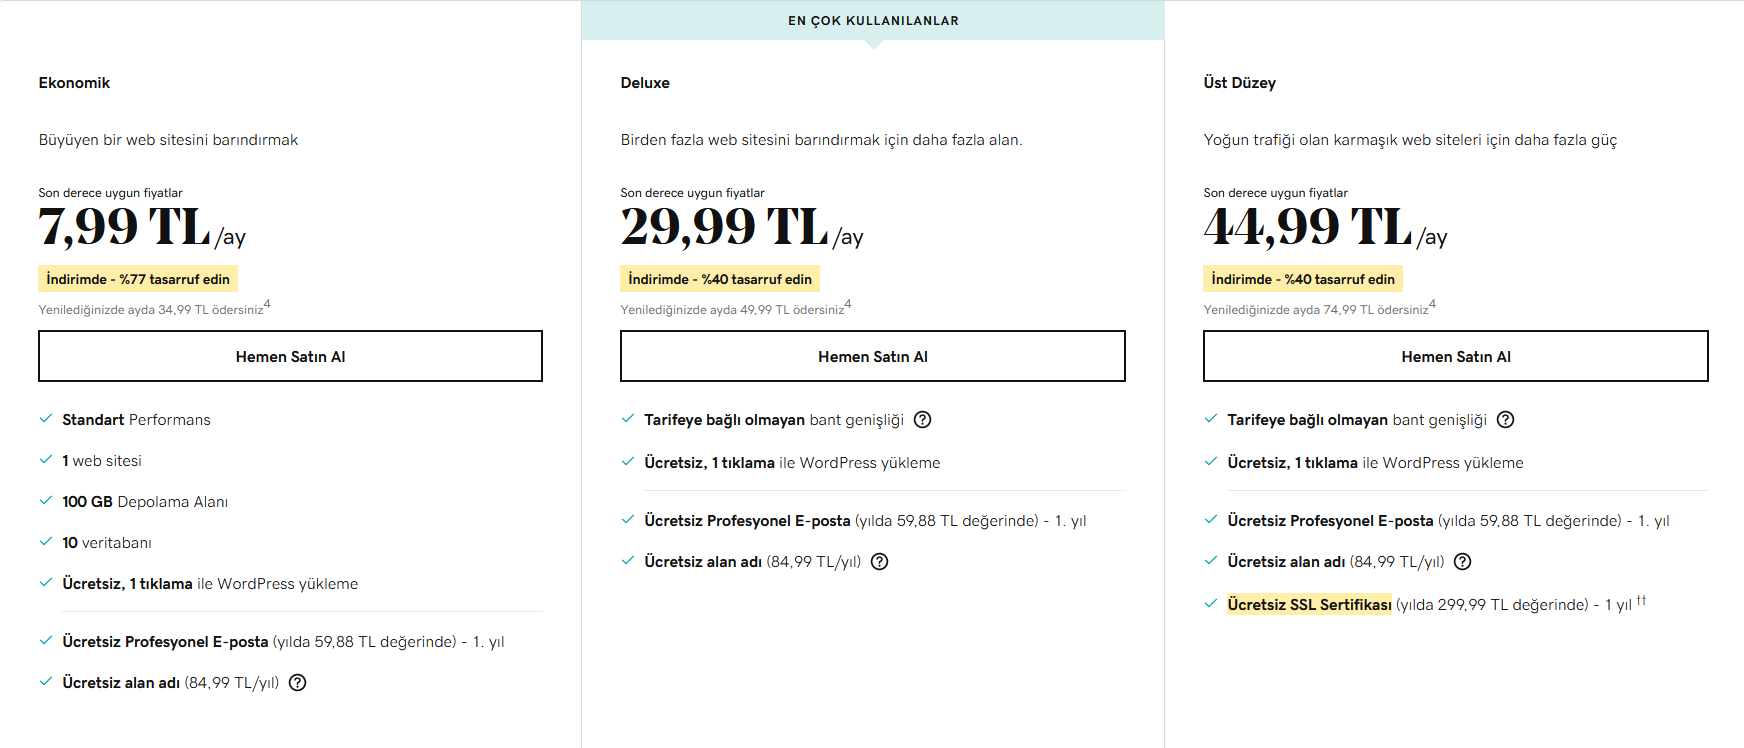 EN ÇOK KULLANILANLAR
Ekonomik
Büyüyen bir web sitesini barındırmak
Son derece uygun fiyatlar
7,99 TL/ay
İndirimde - %77 tasarruf edin
Yenilediğinizde ayda 34,99 TL ödersiniz4
Hemen Satın Al
Standart Performans
1 web sitesi
100 GB Depolama Alanı
10 veritabanı
Ücretsiz, 1 tıklama ile WordPress yükleme
Ücretsiz Profesyonel E-posta (yılda 59,88 TL değerinde) - 1. yıl
Ücretsiz alan adı (84,99 TL/yıl) ?
Deluxe
Birden fazla web sitesini barındırmak için daha fazla alan.
Son derece uygun fiyatlar
29,99 TL/ay
İndirimde - %40 tasarruf edin
Yenilediğinizde ayda 49,99 TL ödersiniz4
Hemen Satın Al
Tarifeye bağlı olmayan bant genişliği ?
Ücretsiz, 1 tıklama ile WordPress yükleme
Ücretsiz Profesyonel E-posta (yılda 59,88 TL değerinde) - 1. yıl
Ücretsiz alan adı (84,99 TL/yıl) ?
Üst Düzey
Yoğun trafiği olan karmaşık web siteleri için daha fazla güç
Son derece uygun fiyatlar
44,99 TL/ay
İndirimde - %40 tasarruf edin
Yenilediğinizde ayda 74,99 TL ödersiniz4
Hemen Satın Al
Tarifeye bağlı olmayan bant genişliği ?
Ücretsiz, 1 tıklama ile WordPress yükleme
Ücretsiz Profesyonel E-posta (yılda 59,88 TL değerinde) - 1. yıl
Ücretsiz alan adı (84,99 TL/yıl) ?
Ücretsiz SSL Sertifikası (yılda 299,99 TL değerinde) - 1 yıl ††